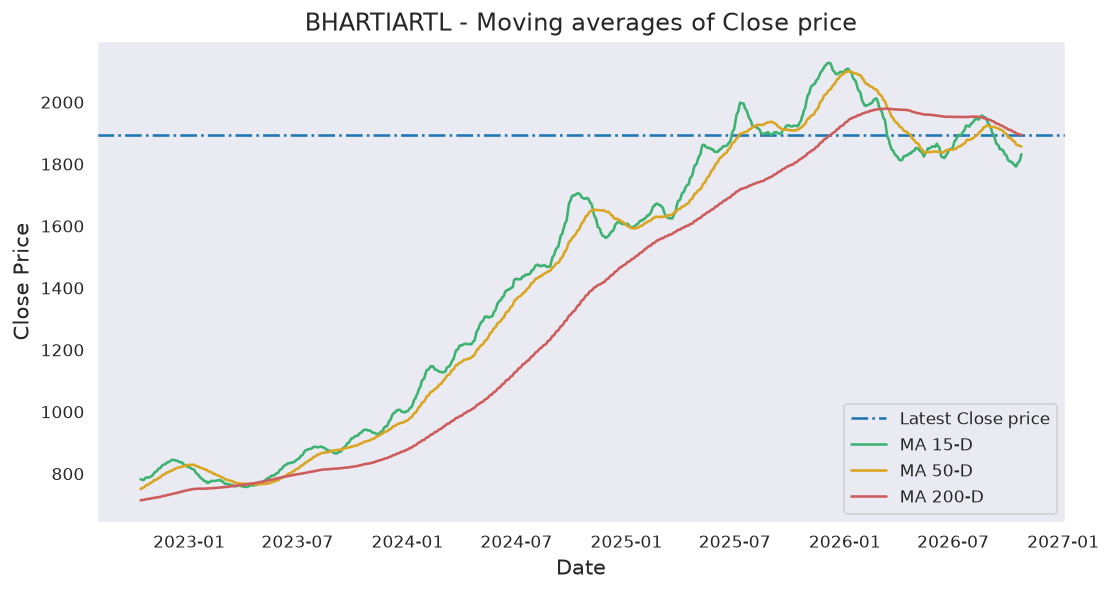 BHARTIARTL - Moving averages of Close price
Close Price
2000
1800
1600
1400
1200
1000
800
Latest Close price
MA 15-D
MA 50-D
MA 200-D
2023-01 2023-07 2024-01 2024-07 2025-01 2025-07 2026-01 2026-07 2027-01
Date